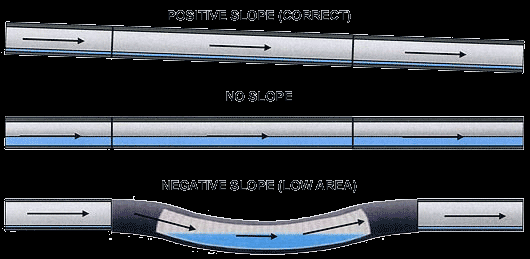 POSITIVE SLOPE (CORRECT)
NO SLOPE
NEGATIVE SLOPE (LOW AREA)